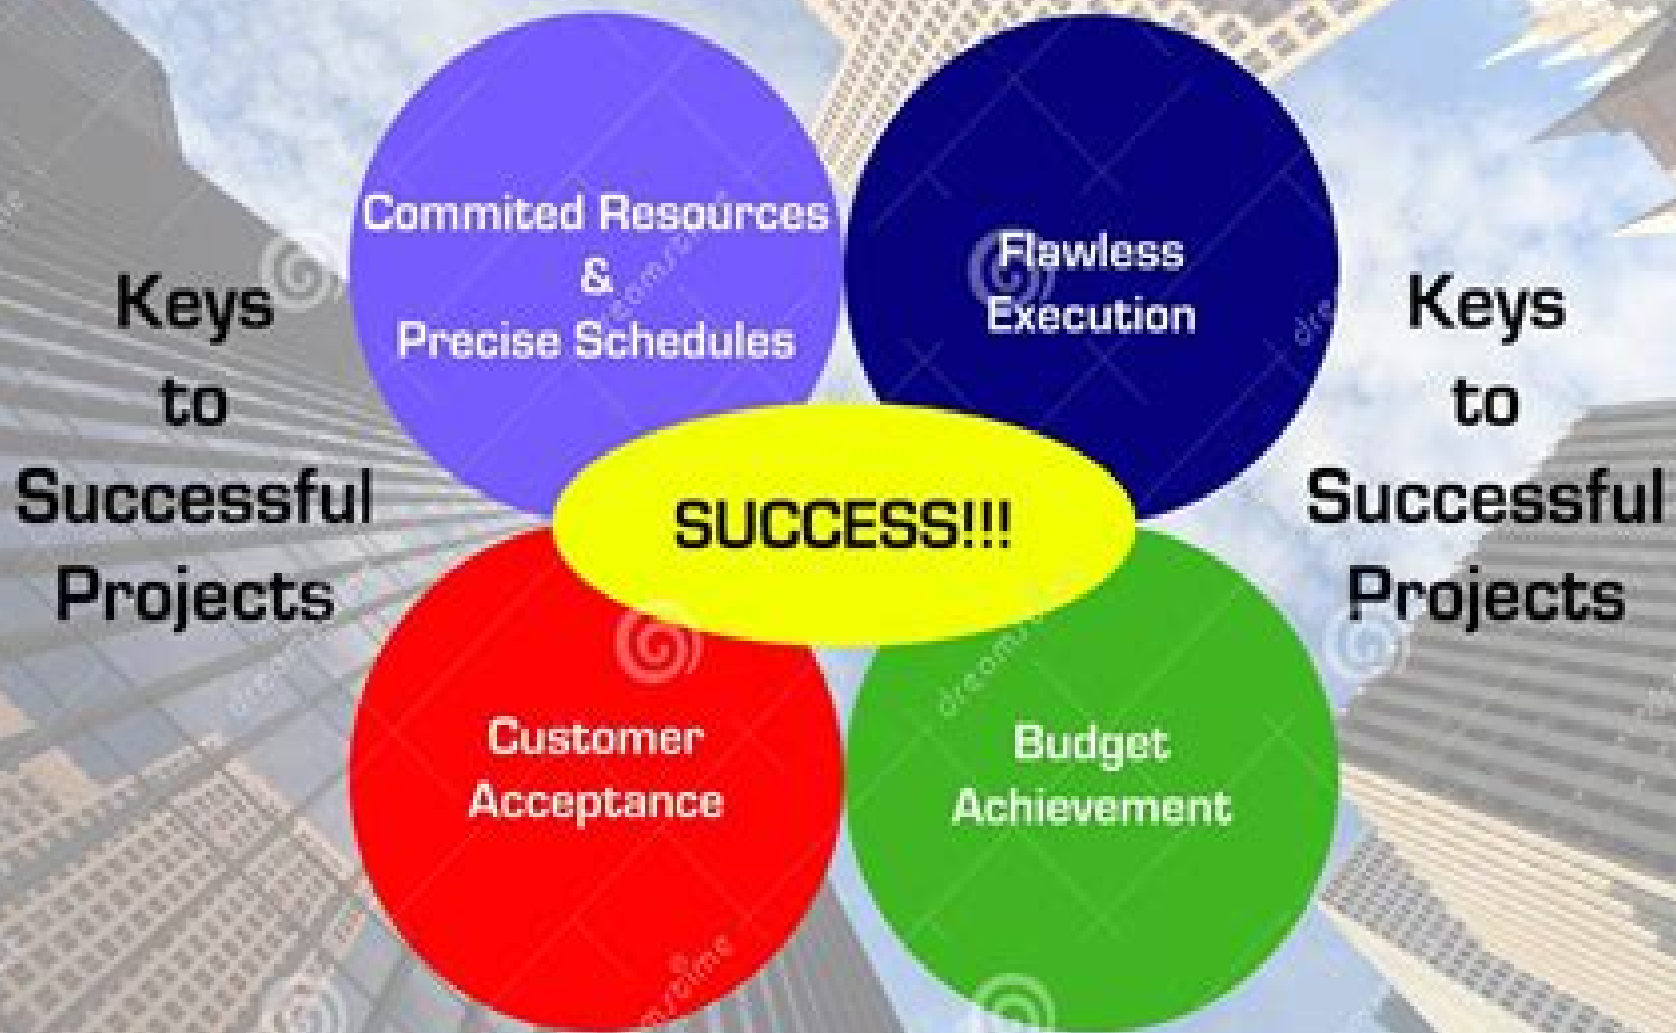 Keys
to
Successful
Projects
Commited Resources
&
Precise Schedules
Flawless
Execution
SUCCESS!!!
Customer
Acceptance
Budget
Achievement
Keys
to
Successful
Projects
dreamstime